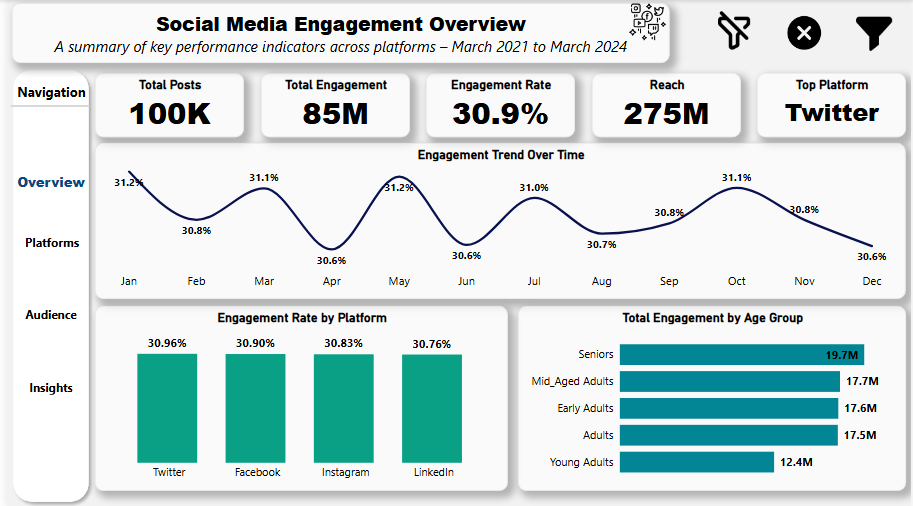 Social Media Engagement Overview
A summary of key performance indicators across platforms – March 2021 to March 2024
Navigation
Overview
Platforms
Audience
Insights
Total Posts
100K
Total Engagement
85M
Engagement Rate
30.9%
Reach
275M
Top Platform
Twitter
Engagement Trend Over Time
31.2%
30.8%
31.1%
30.6%
31.2%
30.6%
31.0%
30.7%
30.8%
31.1%
30.8%
30.6%
Jan Feb Mar Apr May Jun Jul Aug Sep Oct Nov Dec
Engagement Rate by Platform
30.96% 30.90% 30.83% 30.76%
Twitter Facebook Instagram LinkedIn
Total Engagement by Age Group
Seniors 19.7M
Mid_Aged Adults 17.7M
Early Adults 17.6M
Adults 17.5M
Young Adults 12.4M